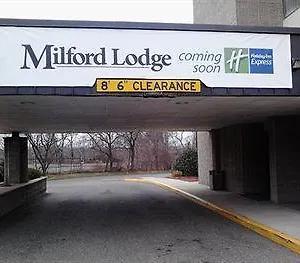 Milford Lodge coming soon Holiday Inn Express
8' 6" CLEARANCE